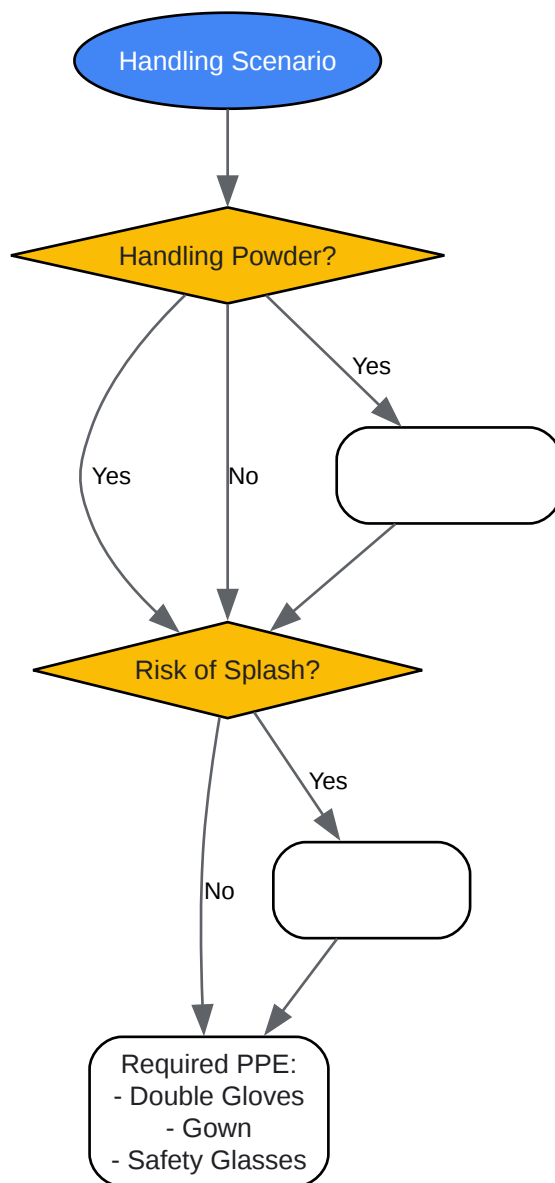 Handling Scenario
Handling Powder?
Yes
Yes
No
Risk of Splash?
Yes
No
Required PPE:
- Double Gloves
- Gown
- Safety Glasses